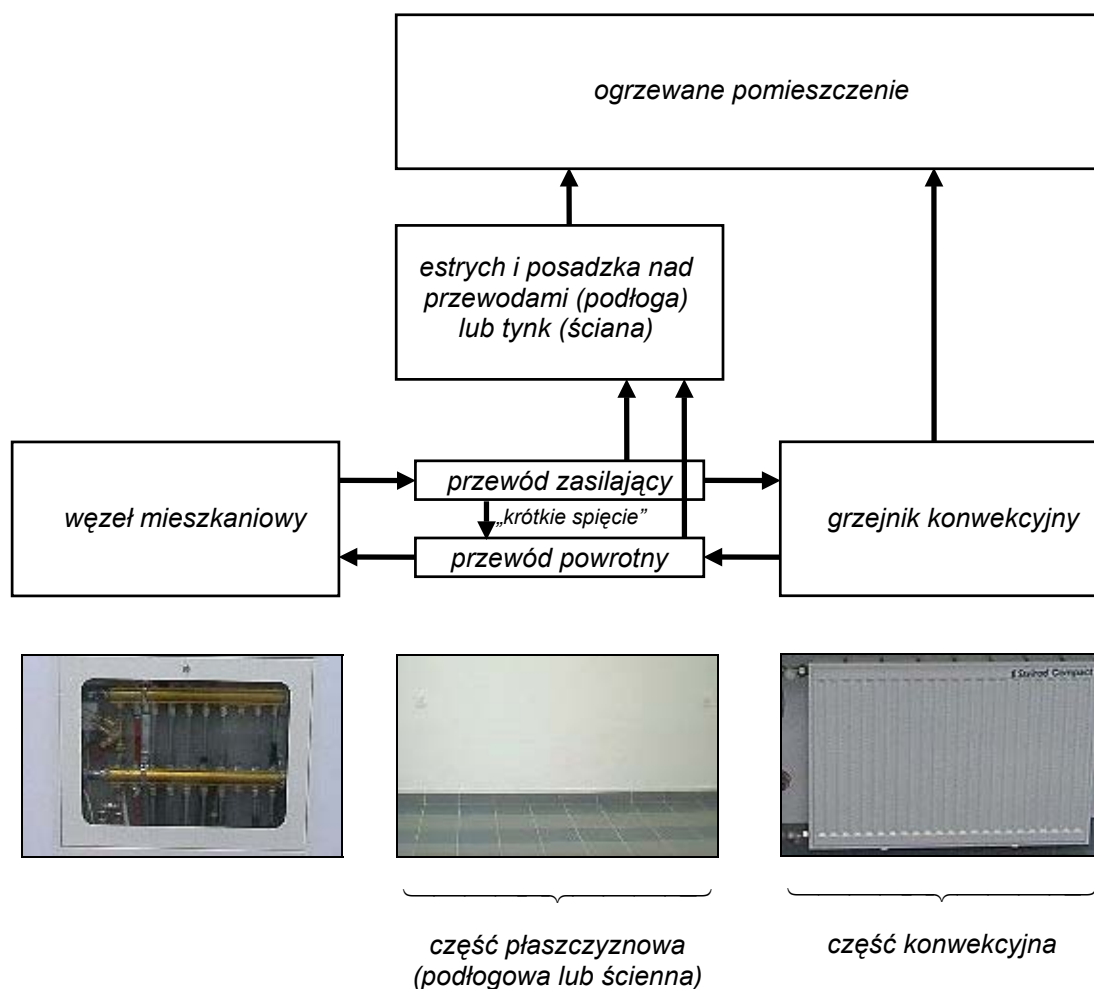 ogrzewane pomieszczenie
estrych i posadzka nad
przewodami (podłoga)
lub tynk (ściana)
węzeł mieszkaniowy
przewód zasilający
„krótkie spięcie”
przewód powrotny
grzejnik konwekcyjny
Stelrad Compact
część płaszczyznowa
(podłogowa lub ścienna)
część konwekcyjna